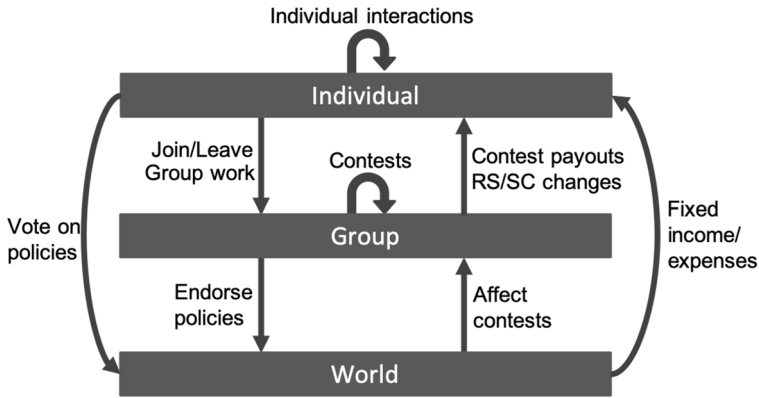 Individual interactions
Individual
Join/Leave
Group work
Contests
Contest payouts
RS/SC changes
Vote on
policies
Group
Fixed
income/
expenses
Endorse
policies
Affect
contests
World